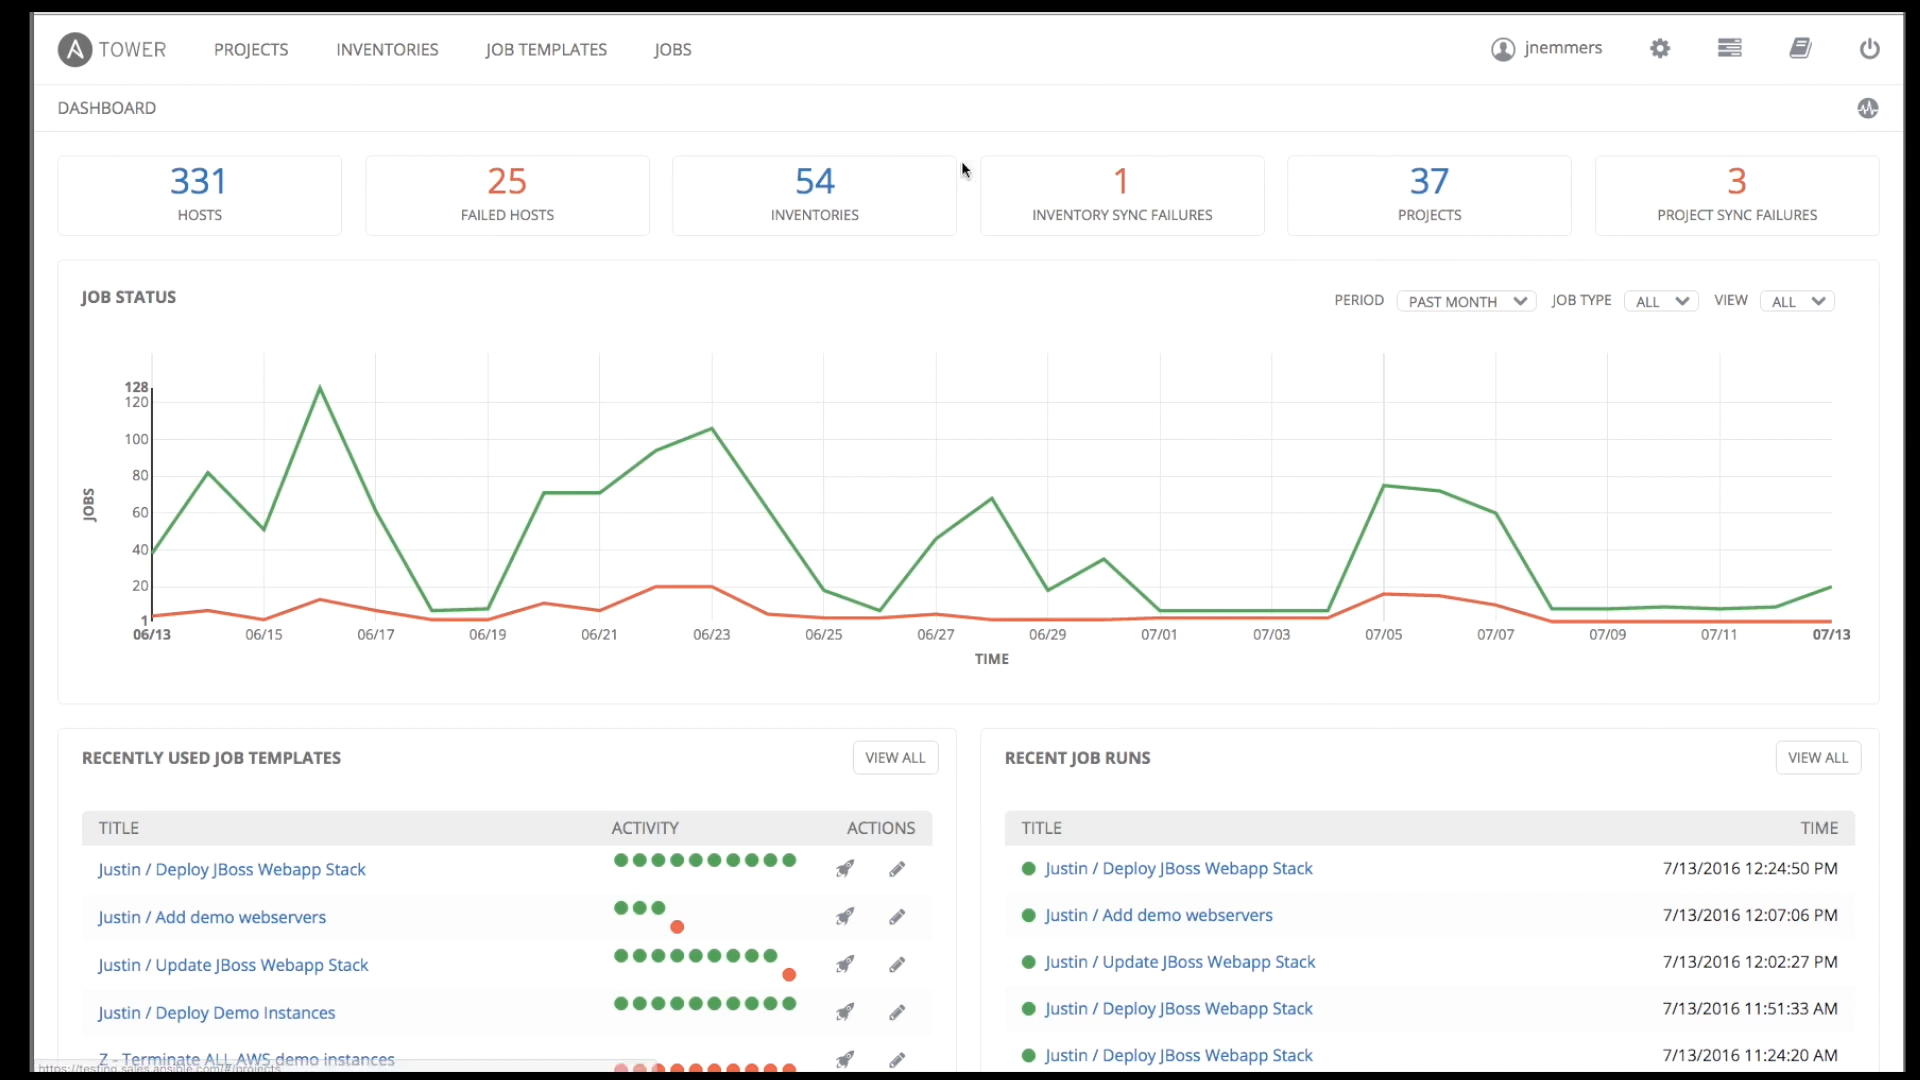 A TOWER PROJECTS INVENTORIES JOB TEMPLATES JOBS jnemmers
DASHBOARD
331 25 54 1 37 3
HOSTS FAILED HOSTS INVENTORIES INVENTORY SYNC FAILURES PROJECTS PROJECT SYNC FAILURES
JOB STATUS PERIOD PAST MONTH JOB TYPE ALL VIEW ALL
128
120
100
80
60
40
20
1
JOBS
06/13 06/15 06/17 06/19 06/21 06/23 06/25 06/27 06/29 07/01 07/03 07/05 07/07 07/09 07/11 07/13
TIME
RECENTLY USED JOB TEMPLATES VIEW ALL
TITLE ACTIVITY ACTIONS
Justin / Deploy JBoss Webapp Stack
Justin / Add demo webservers
Justin / Update JBoss Webapp Stack
Justin / Deploy Demo Instances
Z - Terminate ALL AWS demo instances
https://testing.sales.ansible.com/#/projects
RECENT JOB RUNS VIEW ALL
TITLE TIME
Justin / Deploy JBoss Webapp Stack 7/13/2016 12:24:50 PM
Justin / Add demo webservers 7/13/2016 12:07:06 PM
Justin / Update JBoss Webapp Stack 7/13/2016 12:02:27 PM
Justin / Deploy JBoss Webapp Stack 7/13/2016 11:51:33 AM
Justin / Deploy JBoss Webapp Stack 7/13/2016 11:24:20 AM